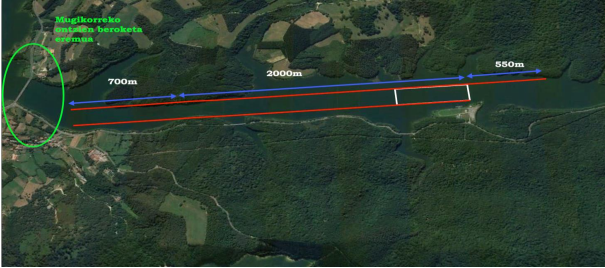 Mugikorreko
ontzien beroketa
eremua
700m
2000m
550m